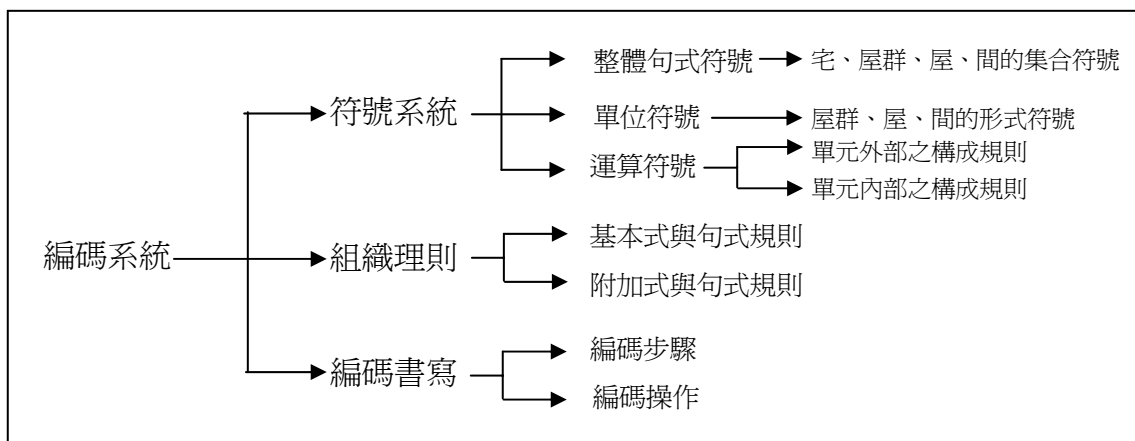 編碼系統
符號系統
整體句式符號
宅、屋群、屋、間的集合符號
單位符號
屋群、屋、間的形式符號
運算符號
單元外部之構成規則
單元內部之構成規則
組織理則
基本式與句式規則
附加式與句式規則
編碼書寫
編碼步驟
編碼操作